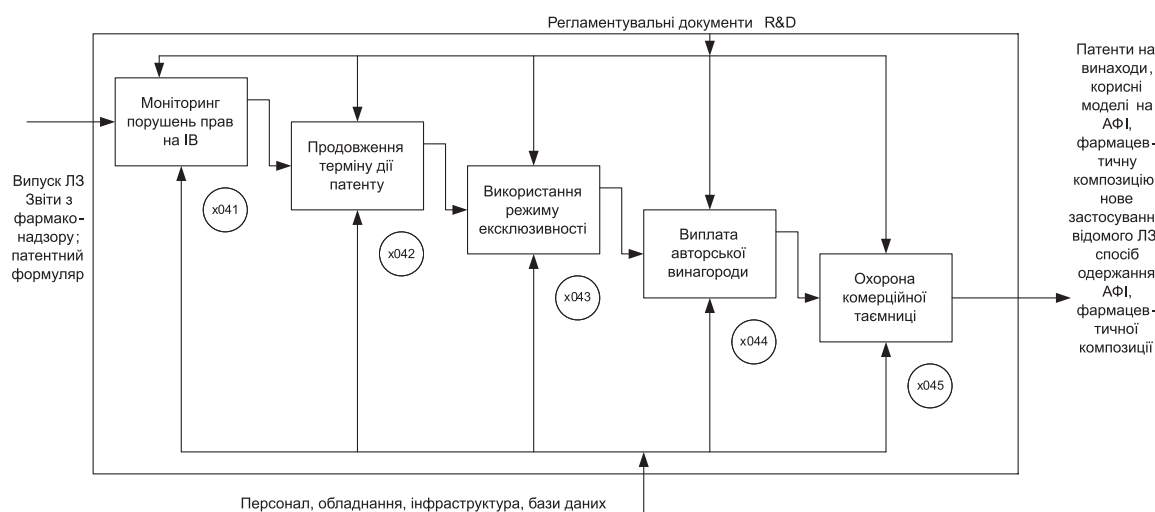 Регламентувальні документи R&D
Моніторинг
порушень прав
на ІВ
Продовження
терміну дії
патенту
Використання
режиму
ексклюзивності
Виплата
авторської
винагороди
Охорона
комерційної
таємниці
x041
x042
x043
x044
x045
Випуск ЛЗ
Звіти з
фармако-
надзору;
патентний
формуляр
Патенти на
винаходи,
корисні
моделі на
АФІ,
фармацев-
тичну
композицію
нове
застосуванн
відомого ЛЗ
спосіб
одержання
АФІ,
фармацев-
тичної
композиції
Персонал, обладнання, інфраструктура, бази даних